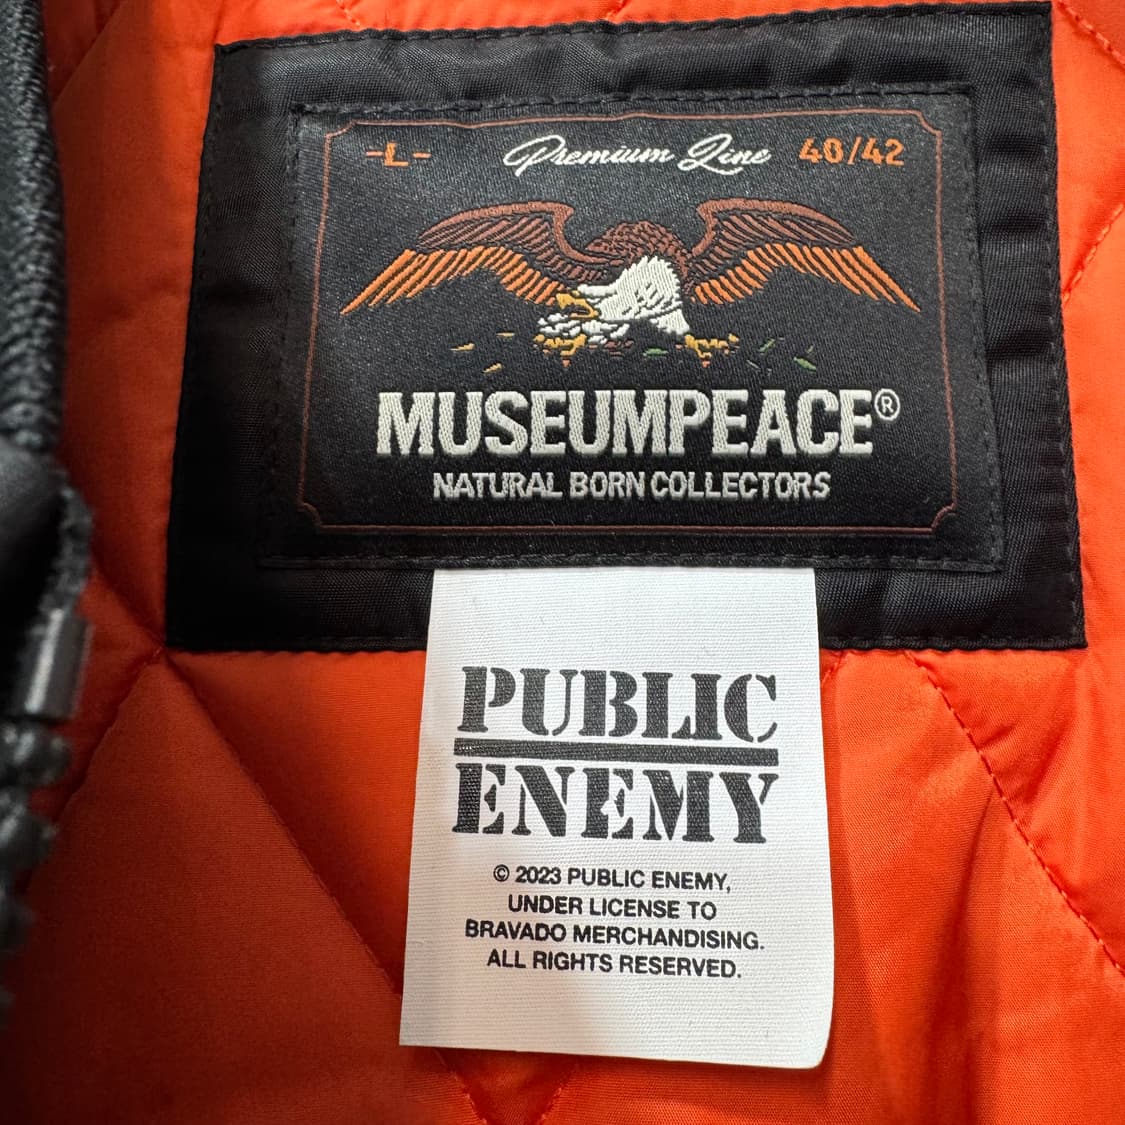 -L- Premium Line 40/42
MUSEUMPEACE®
NATURAL BORN COLLECTORS
PUBLIC
ENEMY
© 2023 PUBLIC ENEMY,
UNDER LICENSE TO
BRAVADO MERCHANDISING.
ALL RIGHTS RESERVED.